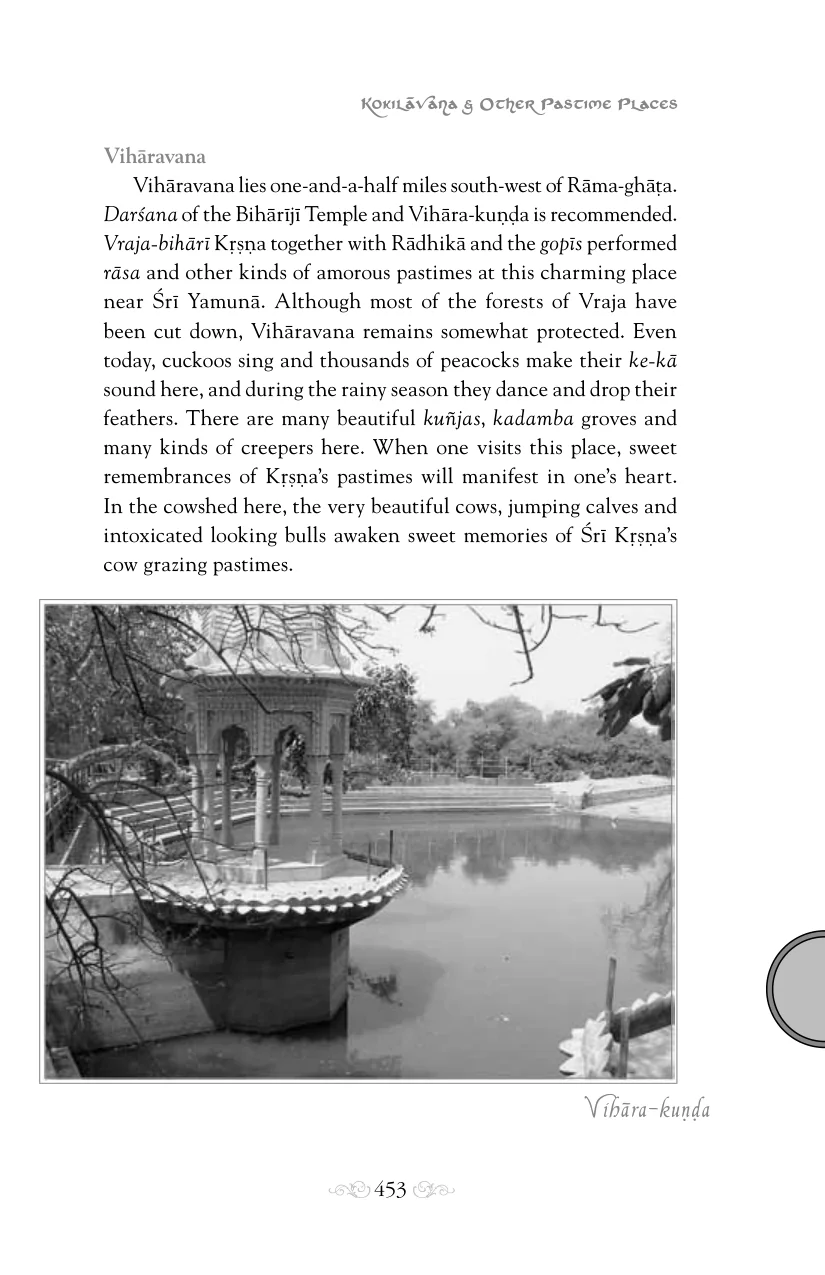 Kokilāvana & Other Pastime Places
Vihāravana
Vihāravana lies one-and-a-half miles south-west of Rāma-ghāṭa.
Darśana of the Bihārījī Temple and Vihāra-kuṇḍa is recommended.
Vraja-bihārī Kṛṣṇa together with Rādhikā and the gopīs performed
rāsa and other kinds of amorous pastimes at this charming place
near Śrī Yamunā. Although most of the forests of Vraja have
been cut down, Vihāravana remains somewhat protected. Even
today, cuckoos sing and thousands of peacocks make their ke-kā
sound here, and during the rainy season they dance and drop their
feathers. There are many beautiful kuñjas, kadamba groves and
many kinds of creepers here. When one visits this place, sweet
remembrances of Kṛṣṇa’s pastimes will manifest in one’s heart.
In the cowshed here, the very beautiful cows, jumping calves and
intoxicated looking bulls awaken sweet memories of Śrī Kṛṣṇa’s
cow grazing pastimes.
Vihāra-kuṇḍa
453